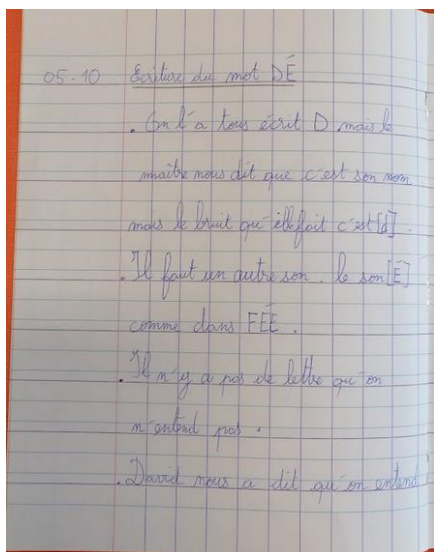 05-10 Ecriture du mot DÉ
. On l'a tous écrit D mais le
maître nous dit que c'est son nom
mais le bruit qu'elle fait c'est [d].
. Il faut un autre son. le son [É]
comme dans FÉE.
. Il n'y a pas de lettre qu'on
n'entend pas.
. David nous a dit qu'on entend